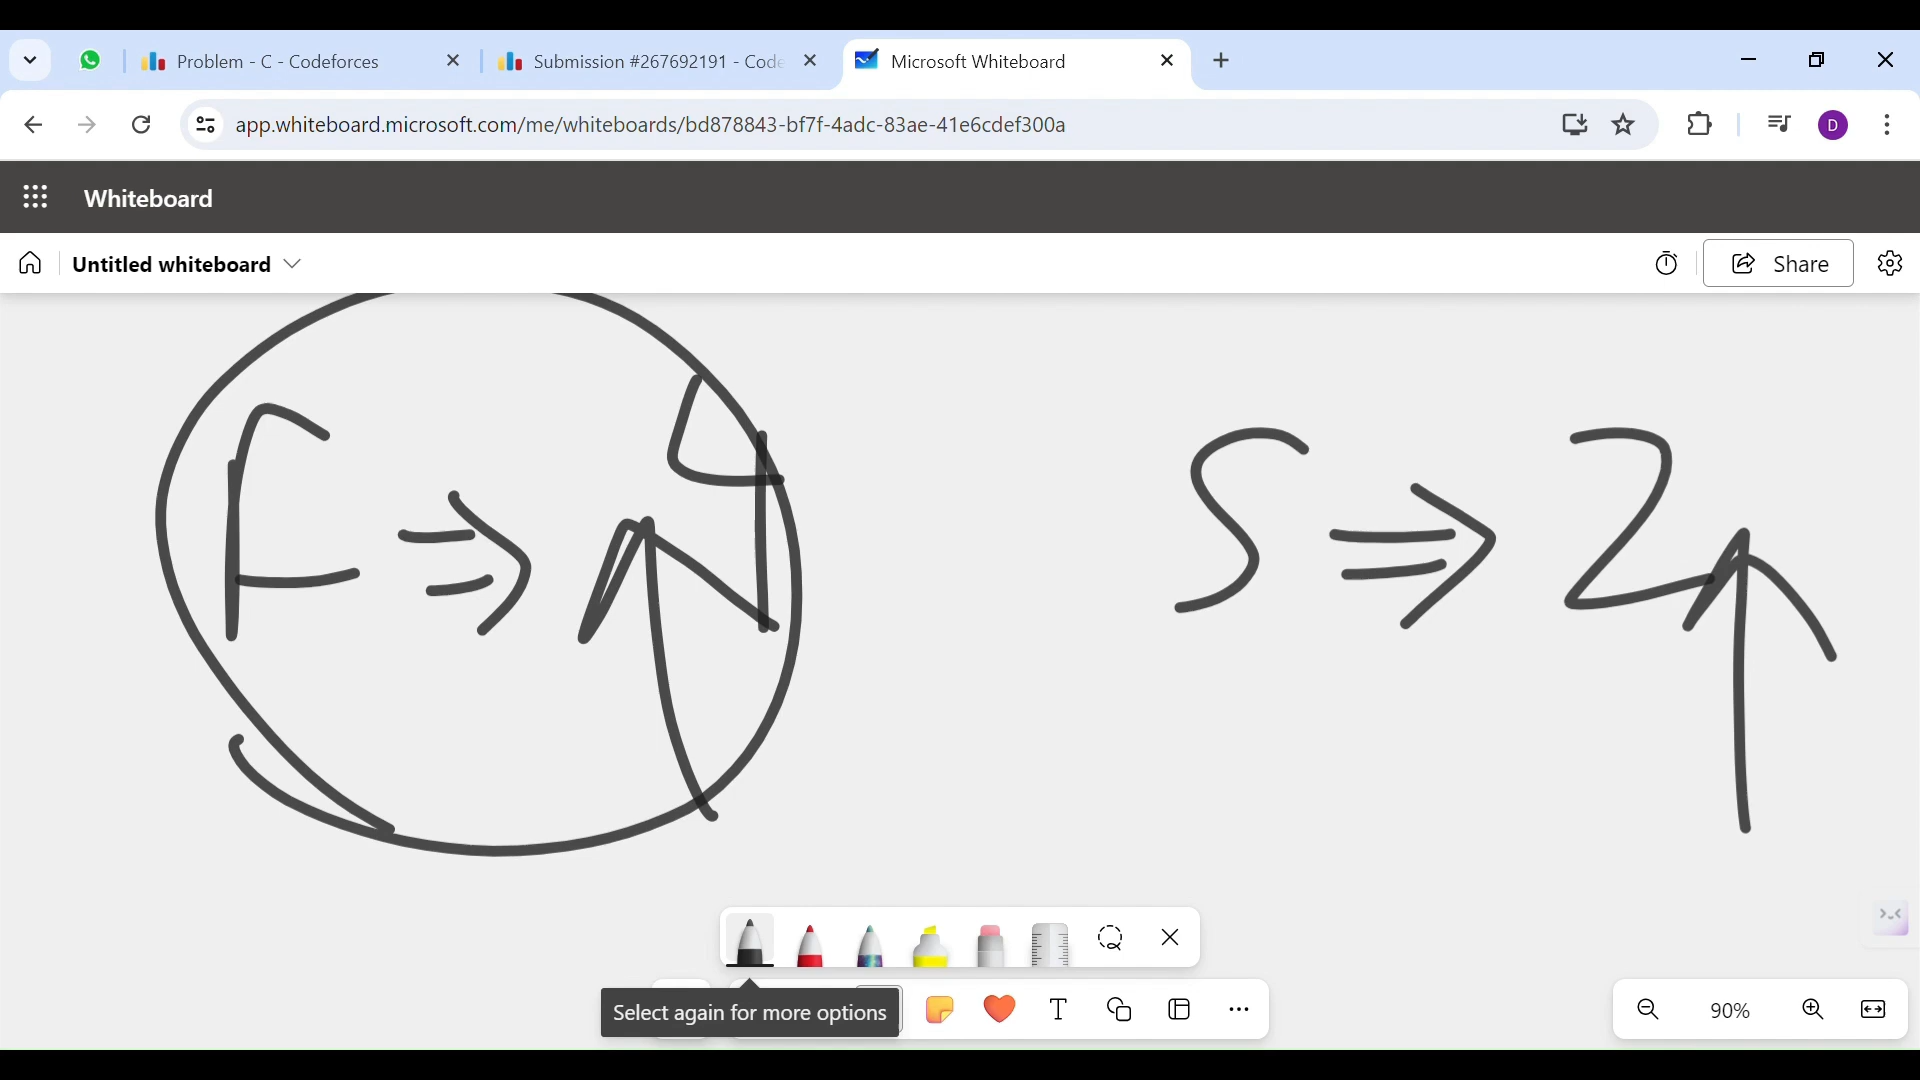 Problem - C - Codeforces
Submission #267692191 - Code
Microsoft Whiteboard
app.whiteboard.microsoft.com/me/whiteboards/bd878843-bf7f-4adc-83ae-41e6cdef300a
D
Whiteboard
Untitled whiteboard
Share
F ⇒
S ⇒ 2
Select again for more options
T
90%